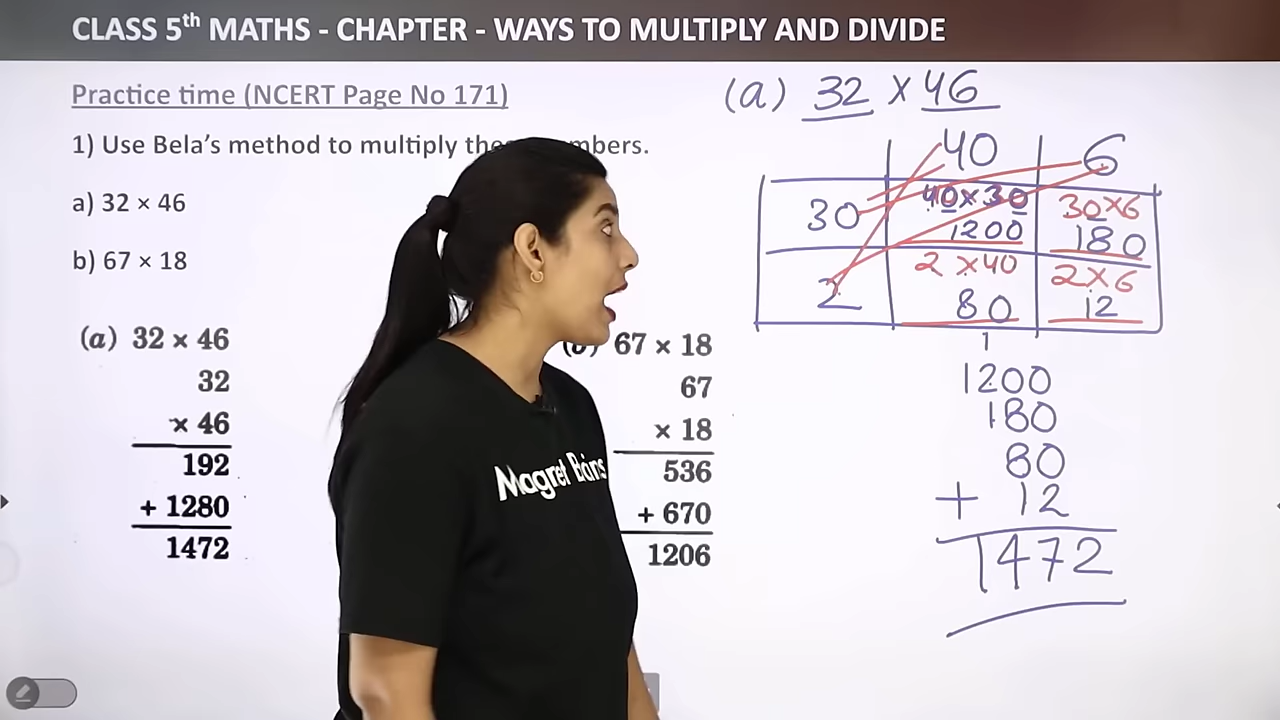 CLASS 5th MATHS - CHAPTER - WAYS TO MULTIPLY AND DIVIDE
Practice time (NCERT Page No 171)
1) Use Bela's method to multiply
a) 32 × 46
b) 67 × 18
(a) 32 × 46
32
× 46
192
+ 1280
1472
67 × 18
67
× 18
536
+ 670
1206
Magnet Brains
(a) 32 × 46
40 6
30 40×30 30×6
1200 180
2 2×40 2×6
80 12
1
1200
180
80
+ 12
1472